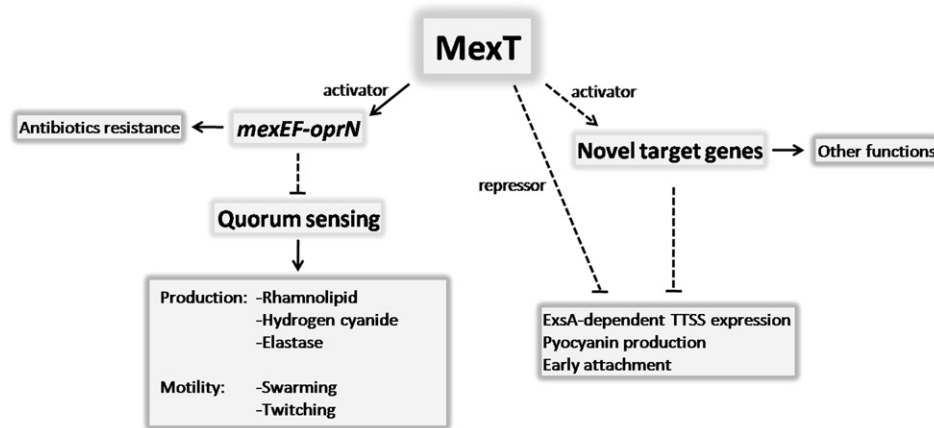 MexT
activator
activator
Antibiotics resistance
mexEF-oprN
Novel target genes
Other functions
repressor
Quorum sensing
Production: -Rhamnolipid
-Hydrogen cyanide
-Elastase
Motility: -Swarming
-Twitching
ExsA-dependent TTSS expression
Pyocyanin production
Early attachment